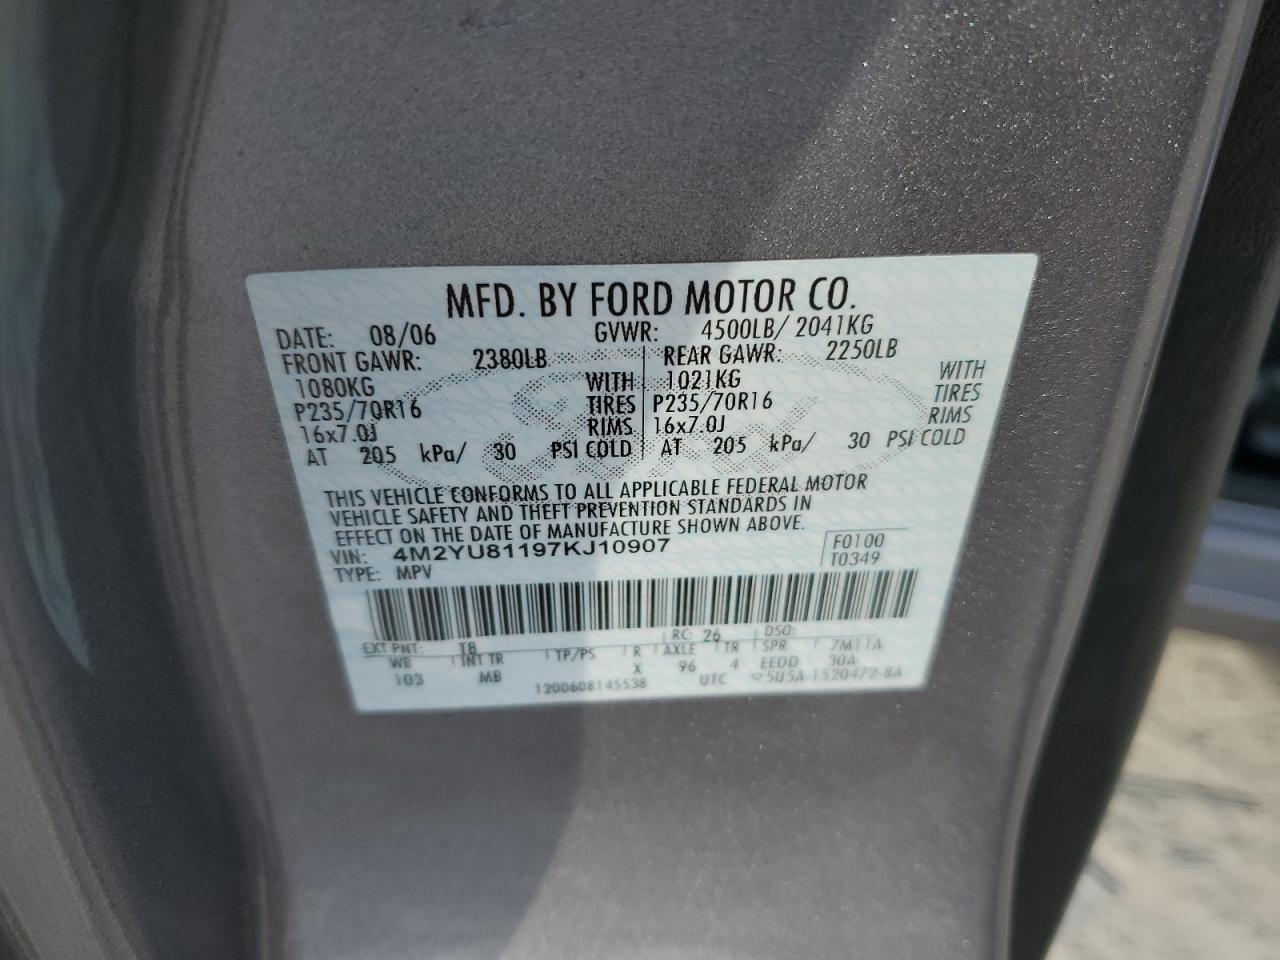 MFD. BY FORD MOTOR CO.
DATE: 08/06 GVWR: 4500LB/ 2041KG
FRONT GAWR: 2380LB REAR GAWR: 2250LB
1080KG WITH 1021KG WITH
P235/70R16 TIRES P235/70R16 TIRES
16x7.0J RIMS 16x7.0J RIMS
AT 205 kPa/ 30 PSI COLD AT 205 kPa/ 30 PSI COLD
THIS VEHICLE CONFORMS TO ALL APPLICABLE FEDERAL MOTOR
VEHICLE SAFETY AND THEFT PREVENTION STANDARDS IN
EFFECT ON THE DATE OF MANUFACTURE SHOWN ABOVE.
VIN: 4M2YU81197KJ10907 F0100
TYPE: MPV T0349
EXT PNT: T8 RC: 26 DSO:
WB INT TR TP/PS R AXLE TR SPR 7M11A
103 MB X 96 4 EEDD 30A
1200608145538 UTC 5U5A-1520472-8A